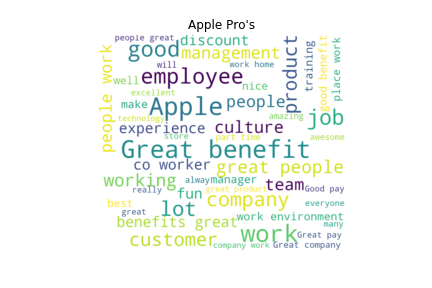 Apple Pro's
people great
discount
good
management
will
work home
product
training
good benefit
place work
people work
well
employee
nice
excellent
make
Apple
people
amazing
job
technology
experience
culture
store
part time
awesome
Great benefit
co worker
great people
working
alway
manager
team
really
fun
great product
Good pay
best
lot
company
everyone
great
benefits great
work environment
many
customer
work
Great pay
company work
Great company